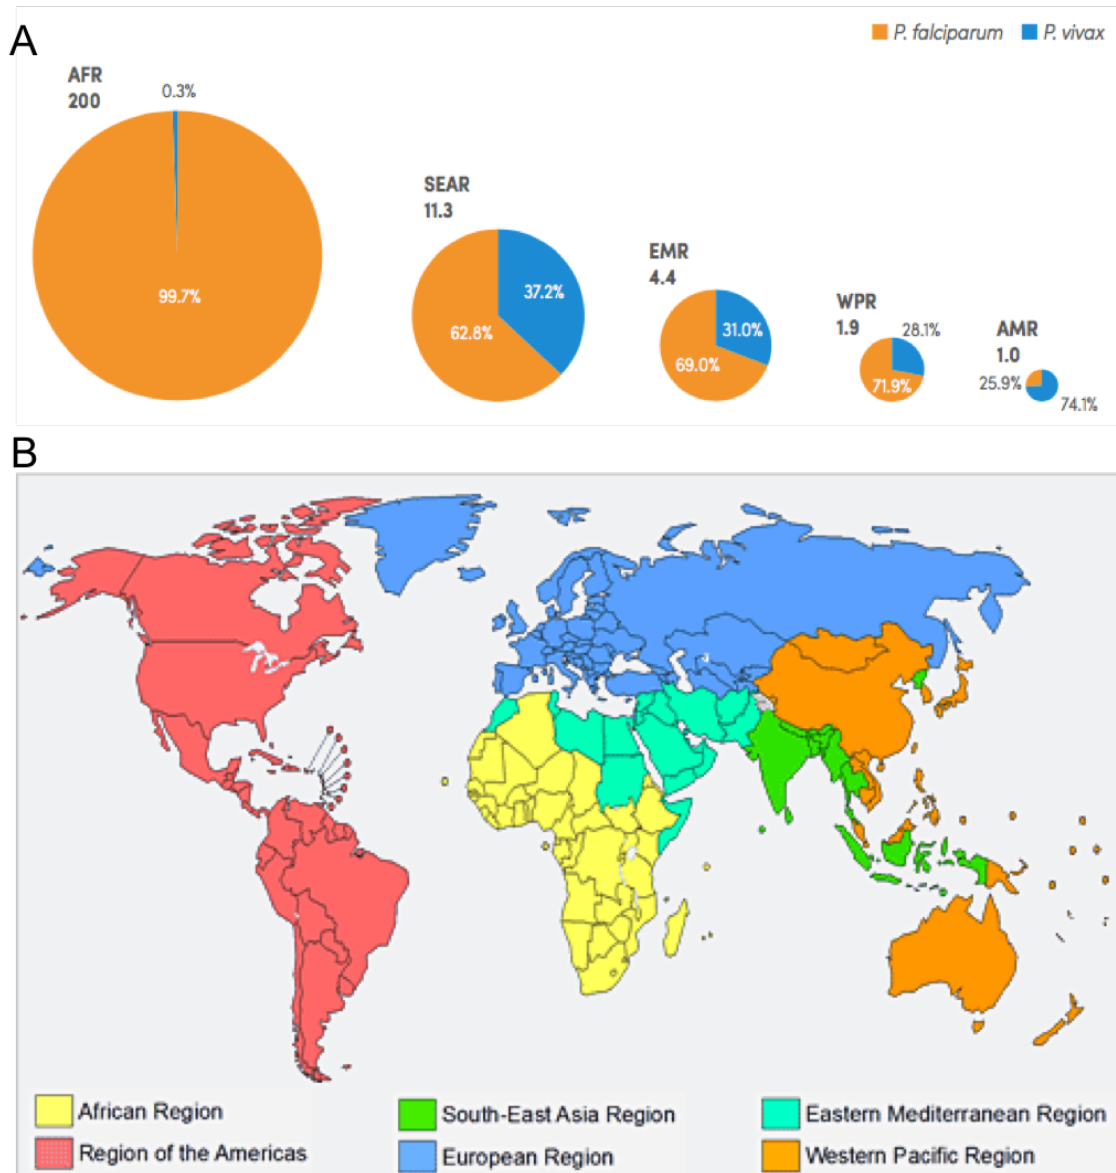 A
P. falciparum P. vivax
AFR
200
0.3%
99.7%
SEAR
11.3
37.2%
62.8%
EMR
4.4
31.0%
69.0%
WPR
1.9
28.1%
71.9%
AMR
1.0
25.9%
74.1%
B
African Region
South-East Asia Region
Eastern Mediterranean Region
Region of the Americas
European Region
Western Pacific Region